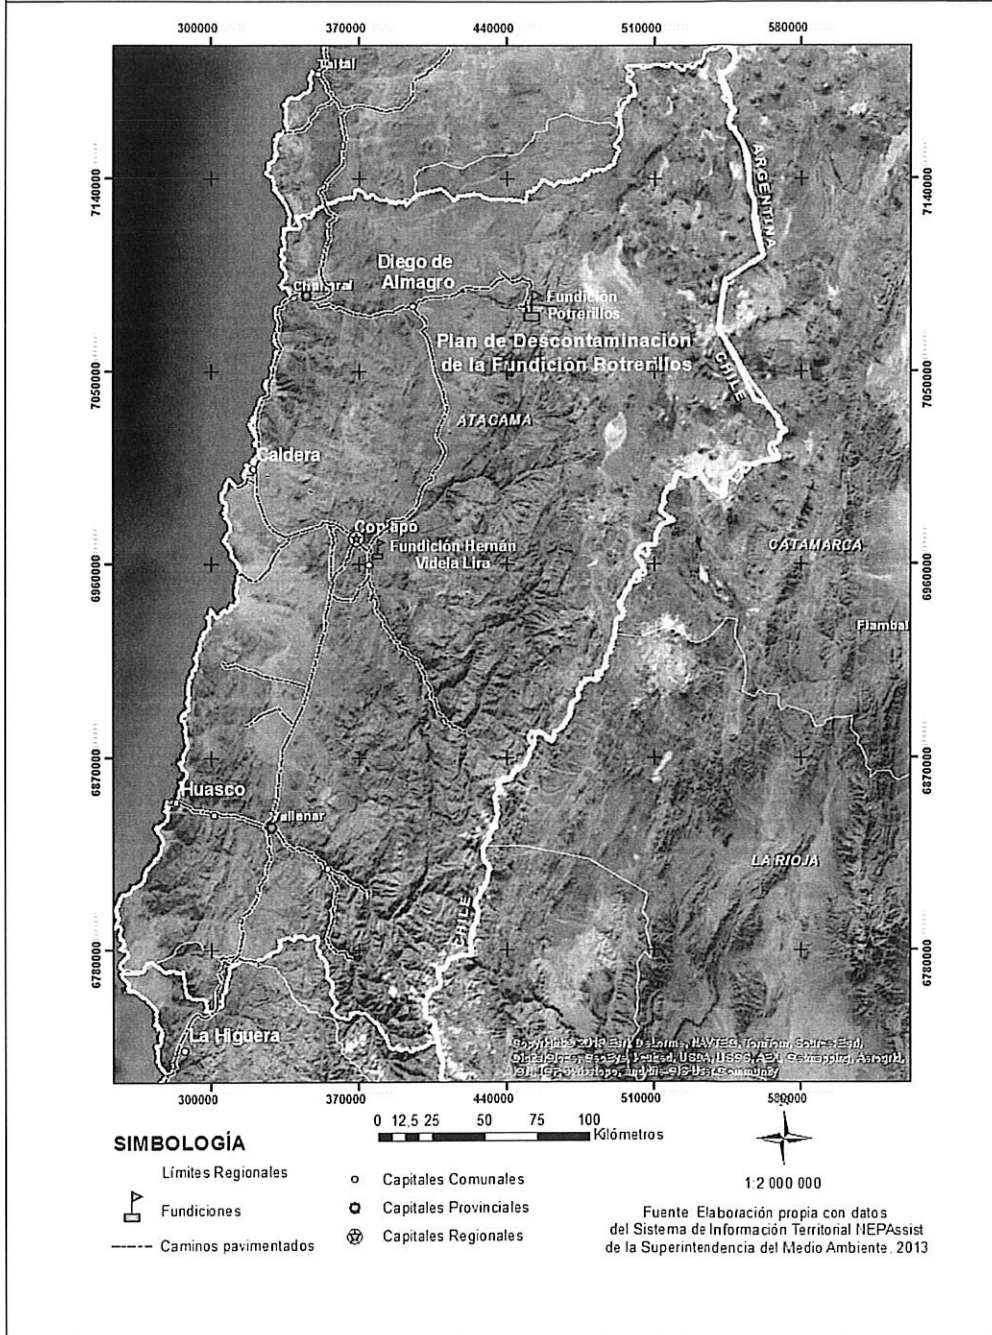 300000 370000 440000 510000 580000
Taltal
7140000 7140000
ARGENTINA
Diego de
Almagro
Chañaral
Fundición
Potrerillos
Plan de Descontaminación
de la Fundición Potrerillos
7050000 7050000
CHILE
ATACAMA
Caldera
Copiapó
Fundición Hernán
Videla Lira
CATAMARCA
6960000 6960000
Fiambal
6870000 6870000
Huasco
Vallenar
LA RIOJA
CHILE
6780000 6780000
La Higuera
300000 370000 440000 510000 580000
0 12,5 25 50 75 100
Kilómetros
SIMBOLOGÍA
Límites Regionales
Fundiciones
Caminos pavimentados
Capitales Comunales
Capitales Provinciales
Capitales Regionales
1:2 000 000
Fuente Elaboración propia con datos
del Sistema de Información Territorial NEPAssist
de la Superintendencia del Medio Ambiente. 2013